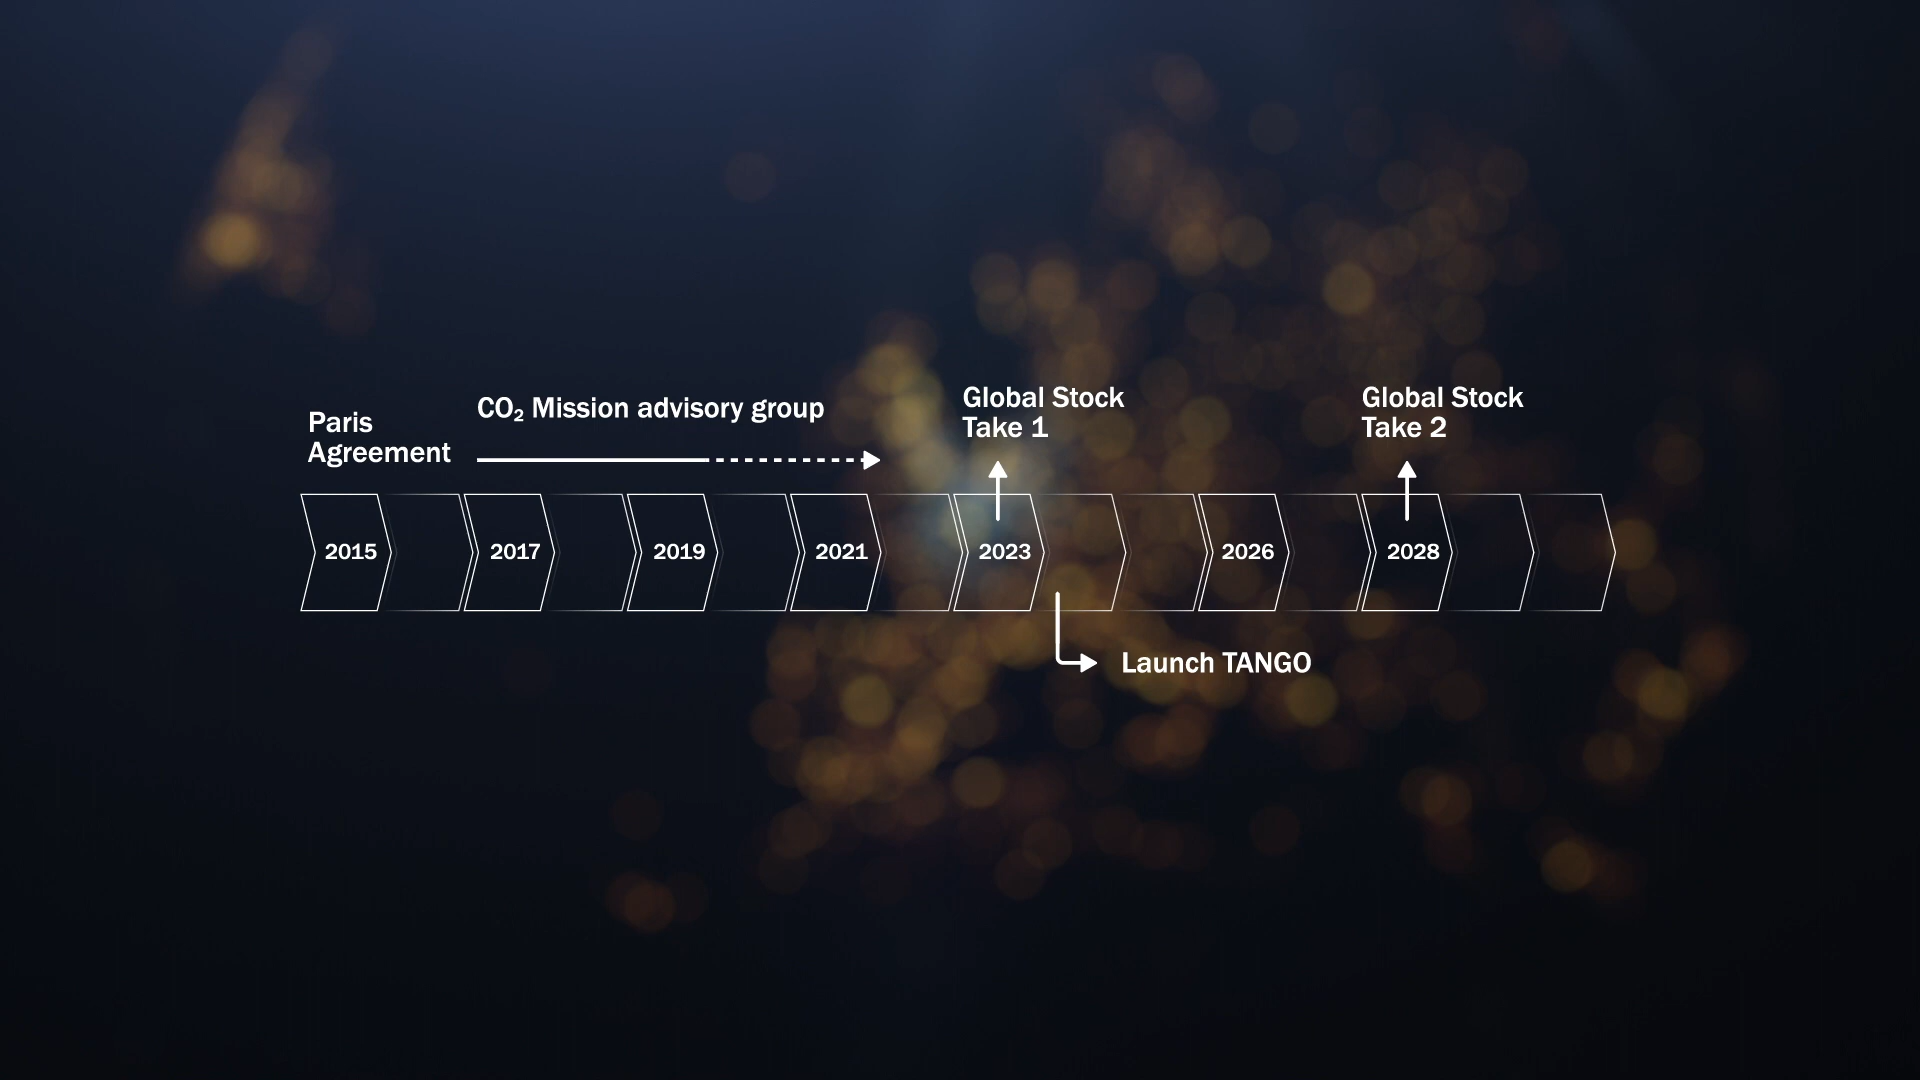 Paris
Agreement
CO₂ Mission advisory group
Global Stock
Take 1
Global Stock
Take 2
2015
2017
2019
2021
2023
2026
2028
Launch TANGO